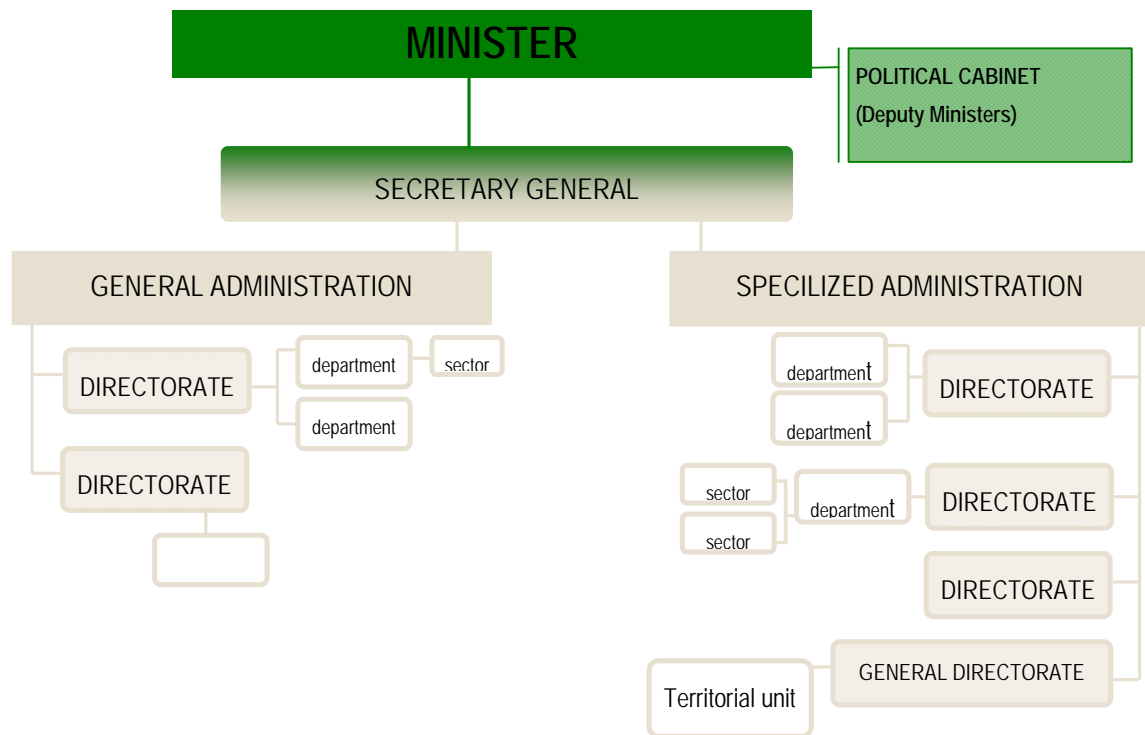 MINISTER
POLITICAL CABINET
(Deputy Ministers)
SECRETARY GENERAL
GENERAL ADMINISTRATION
DIRECTORATE
department
sector
department
DIRECTORATE
SPECILIZED ADMINISTRATION
department
department
DIRECTORATE
sector
sector
department
DIRECTORATE
DIRECTORATE
GENERAL DIRECTORATE
Territorial unit